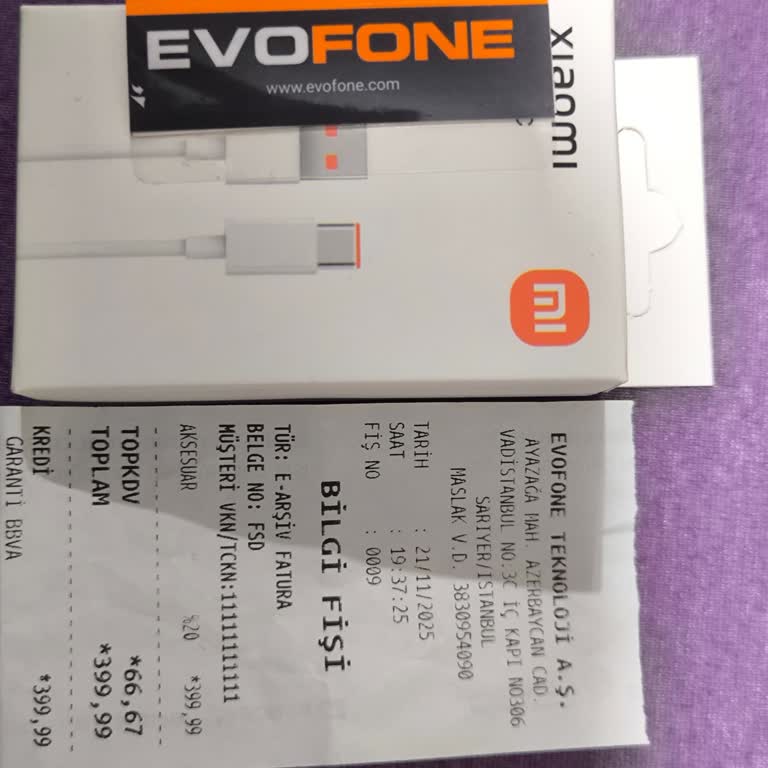 EVOFONE
www.evofone.com
xiaomi
mi
EVOFONE TEKNOLOJİ A.Ş.
AYAZAĞA MAH. AZERBAYCAN CAD.
VADISTANBUL NO:3C İÇ KAPI NO306
SARIYER/İSTANBUL
MASLAK V.D. 3830954090
TARİH : 21/11/2025
SAAT : 19:37:25
FİŞ NO : 0009
BİLGİ FİŞİ
TÜR: E-ARŞİV FATURA
BELGE NO: FSD
MÜŞTERİ VKN/TCKN:11111111111
AKSESUAR %20 *399,99
TOPKDV *66,67
TOPLAM *399,99
KREDİ *399,99
GARANTİ BBVA